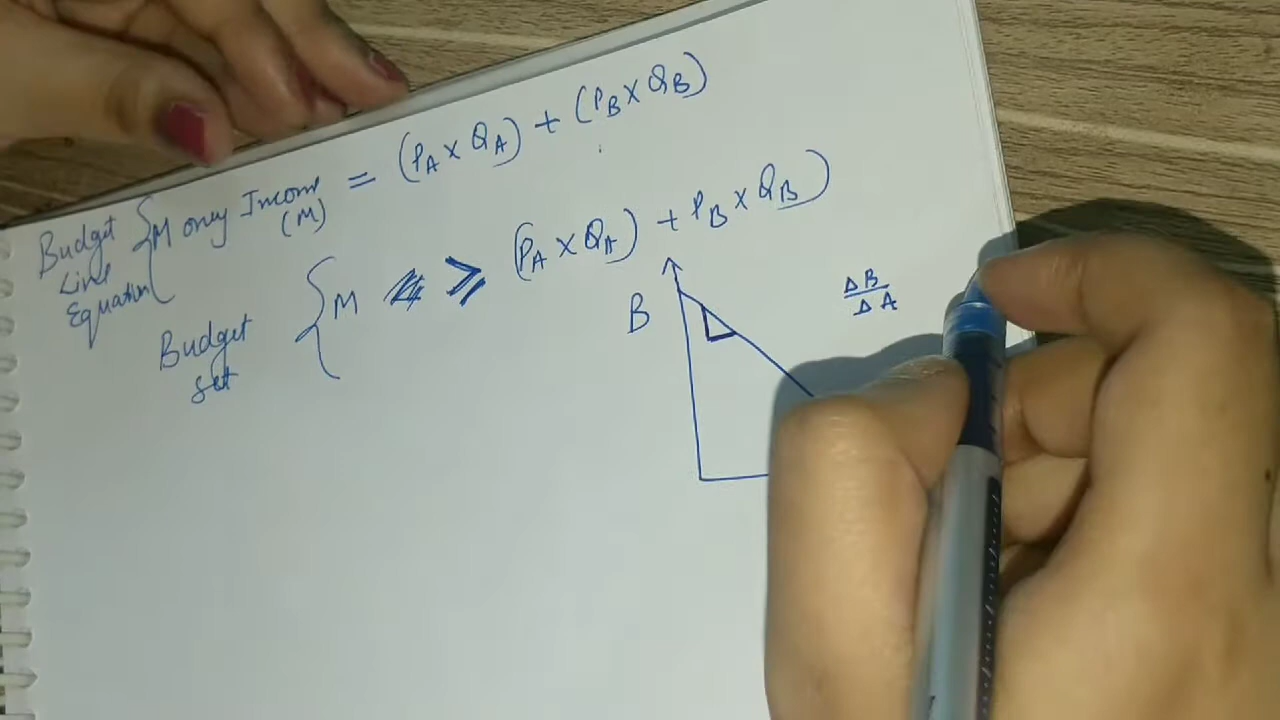 Budget Line Equation { Money Income (M) = (PA × QA) + (PB × QB)
Budget set { M ≥ (PA × QA) + PB × QB)
B
ΔB
ΔA